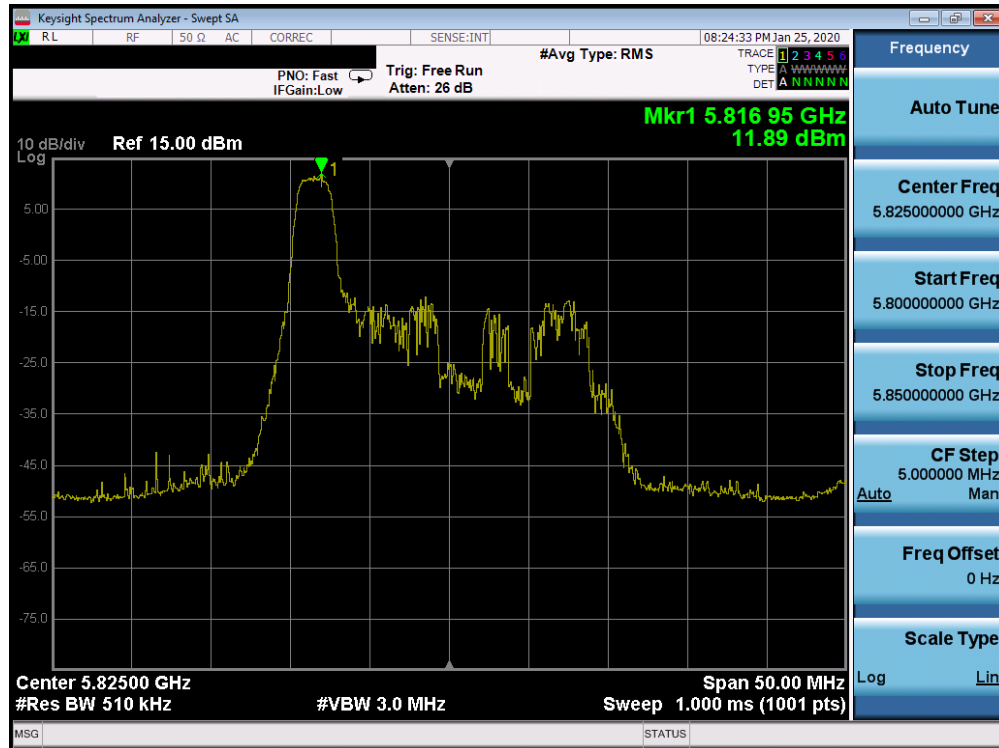 Keysight Spectrum Analyzer - Swept SA
LXI RL RF 50 Ω AC CORREC SENSE:INT 08:24:33 PM Jan 25, 2020
#Avg Type: RMS TRACE 1 2 3 4 5 6
PNO: Fast Trig: Free Run TYPE A WWWWW
IFGain:Low Atten: 26 dB DET A N N N N N
Mkr1 5.816 95 GHz
11.89 dBm
10 dB/div Ref 15.00 dBm
Log
1
5.00
-5.00
-15.0
-25.0
-35.0
-45.0
-55.0
-65.0
-75.0
Center 5.82500 GHz Span 50.00 MHz
#Res BW 510 kHz #VBW 3.0 MHz Sweep 1.000 ms (1001 pts)
MSG STATUS
Frequency
Auto Tune
Center Freq
5.825000000 GHz
Start Freq
5.800000000 GHz
Stop Freq
5.850000000 GHz
CF Step
5.000000 MHz
Auto Man
Freq Offset
0 Hz
Scale Type
Log Lin